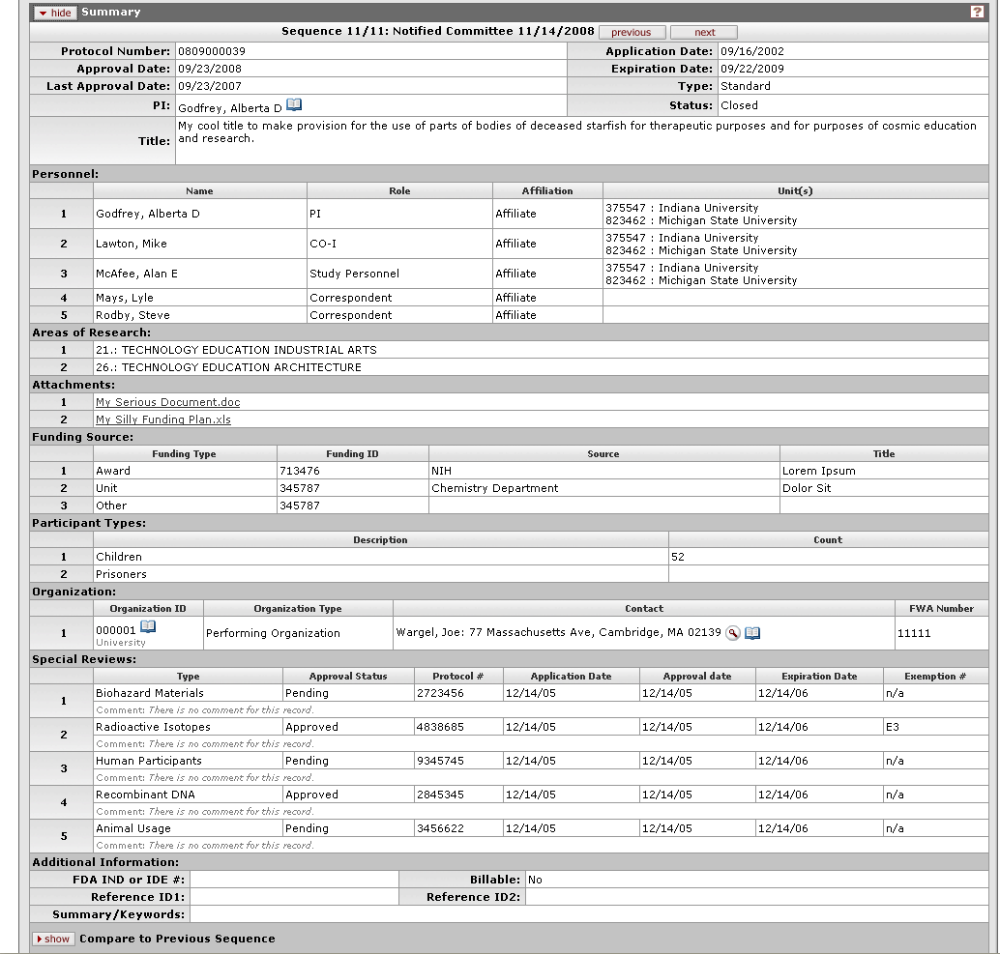 hide Summary ?
Sequence 11/11: Notified Committee 11/14/2008 previous next
Protocol Number: 0809000039 Application Date: 09/16/2002
Approval Date: 09/23/2008 Expiration Date: 09/22/2009
Last Approval Date: 09/23/2007 Type: Standard
PI: Godfrey, Alberta D Status: Closed
Title: My cool title to make provision for the use of parts of bodies of deceased starfish for therapeutic purposes and for purposes of cosmic education
and research.
Personnel:
Name Role Affiliation Unit(s)
1 Godfrey, Alberta D PI Affiliate 375547 : Indiana University
823462 : Michigan State University
2 Lawton, Mike CO-I Affiliate 375547 : Indiana University
823462 : Michigan State University
3 McAfee, Alan E Study Personnel Affiliate 375547 : Indiana University
823462 : Michigan State University
4 Mays, Lyle Correspondent Affiliate
5 Rodby, Steve Correspondent Affiliate
Areas of Research:
1 21.: TECHNOLOGY EDUCATION INDUSTRIAL ARTS
2 26.: TECHNOLOGY EDUCATION ARCHITECTURE
Attachments:
1 My Serious Document.doc
2 My Silly Funding Plan.xls
Funding Source:
Funding Type Funding ID Source Title
1 Award 713476 NIH Lorem Ipsum
2 Unit 345787 Chemistry Department Dolor Sit
3 Other 345787
Participant Types:
Description Count
1 Children 52
2 Prisoners
Organization:
Organization ID Organization Type Contact FWA Number
1 000001 Performing Organization Wargel, Joe: 77 Massachusetts Ave, Cambridge, MA 02139 11111
University
Special Reviews:
Type Approval Status Protocol # Application Date Approval date Expiration Date Exemption #
1 Biohazard Materials Pending 2723456 12/14/05 12/14/05 12/14/06 n/a
Comment: There is no comment for this record.
2 Radioactive Isotopes Approved 4838685 12/14/05 12/14/05 12/14/06 E3
Comment: There is no comment for this record.
3 Human Participants Pending 9345745 12/14/05 12/14/05 12/14/06 n/a
Comment: There is no comment for this record.
4 Recombinant DNA Approved 2845345 12/14/05 12/14/05 12/14/06 n/a
Comment: There is no comment for this record.
5 Animal Usage Pending 3456622 12/14/05 12/14/05 12/14/06 n/a
Comment: There is no comment for this record.
Additional Information:
FDA IND or IDE #: Billable: No
Reference ID1: Reference ID2:
Summary/Keywords:
show Compare to Previous Sequence